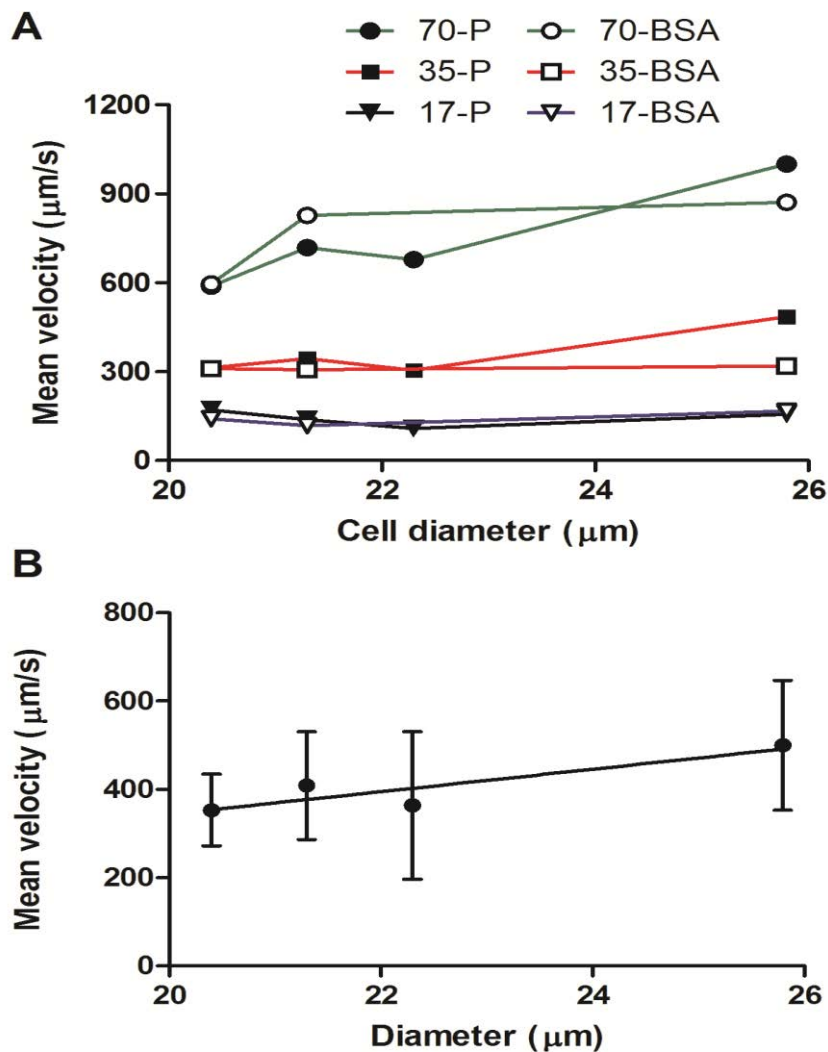 A
70-P 70-BSA
35-P 35-BSA
17-P 17-BSA
1200
900
600
300
0
Mean velocity (μm/s)
20 22 24 26
Cell diameter (μm)
B
800
600
400
200
0
Mean velocity (μm/s)
20 22 24 26
Diameter (μm)